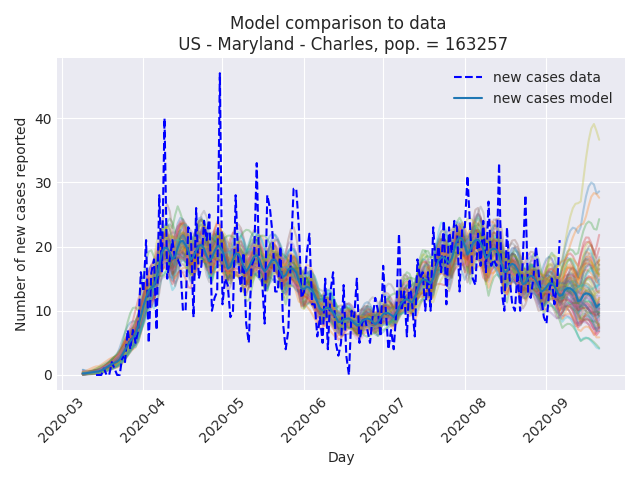 Model comparison to data
US - Maryland - Charles, pop. = 163257
new cases data
new cases model
Number of new cases reported
40
30
20
10
0
2020-03
2020-04
2020-05
2020-06
2020-07
2020-08
2020-09
Day